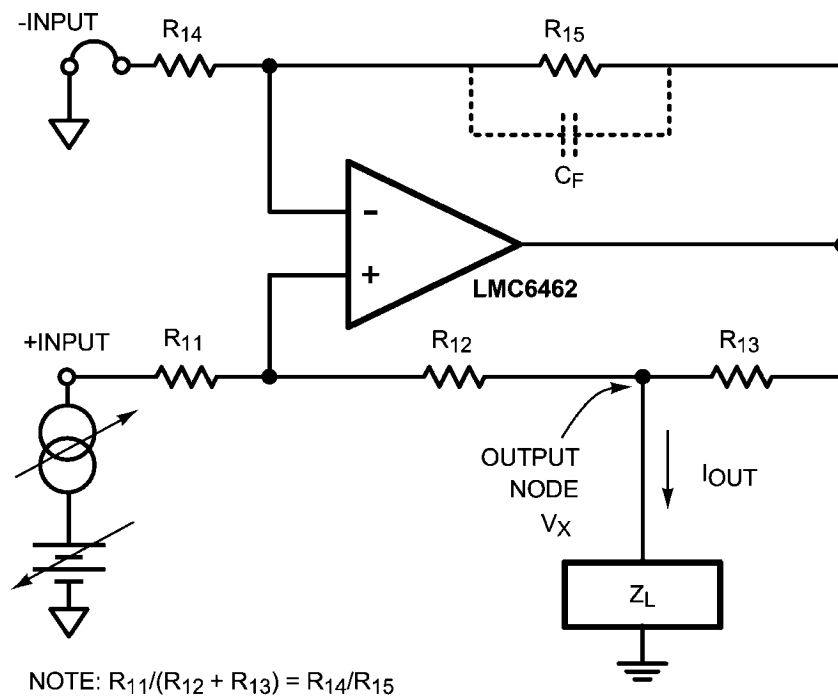 -INPUT
R14
R15
CF
-
+
LMC6462
+INPUT
R11
R12
R13
OUTPUT
NODE
VX
IOUT
ZL
NOTE: R11/(R12 + R13) = R14/R15